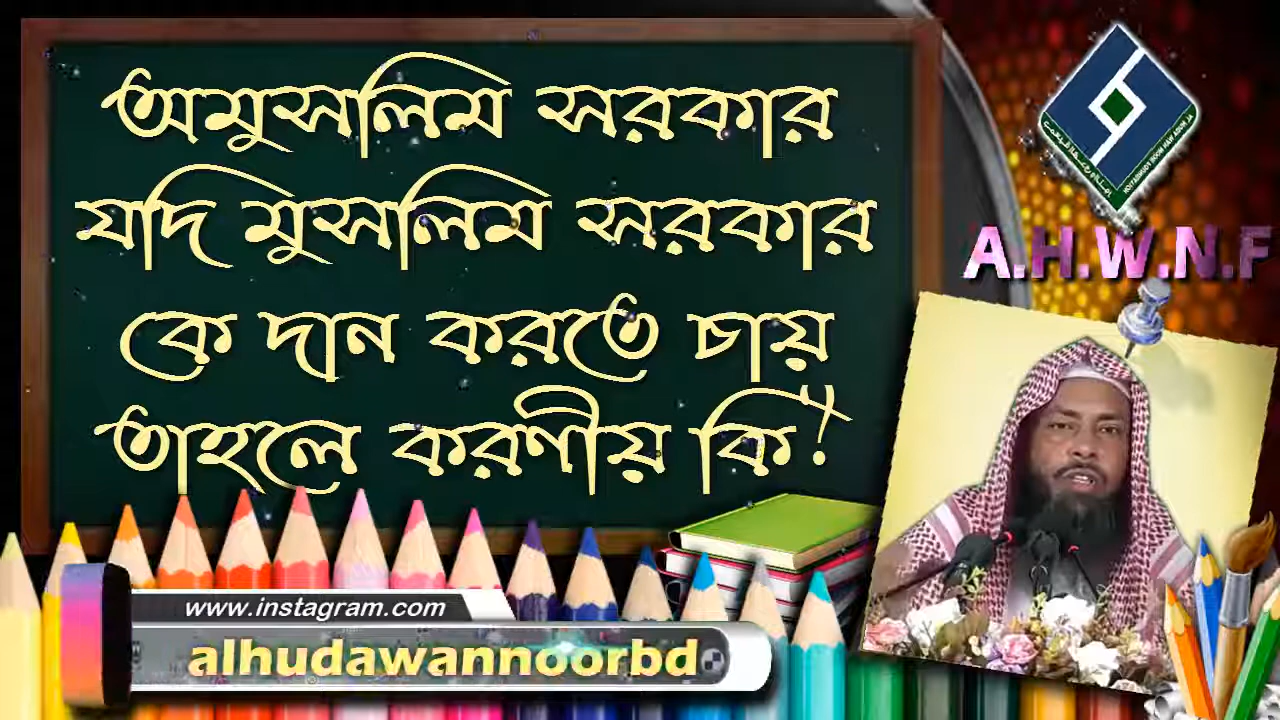 অমুসলিম সরকার
যদি মুসলিম সরকার
কে দান করতে চায়
তাহলে করণীয় কি!
A.H.W.N.F
www.instagram.com
alhudawannoorbd